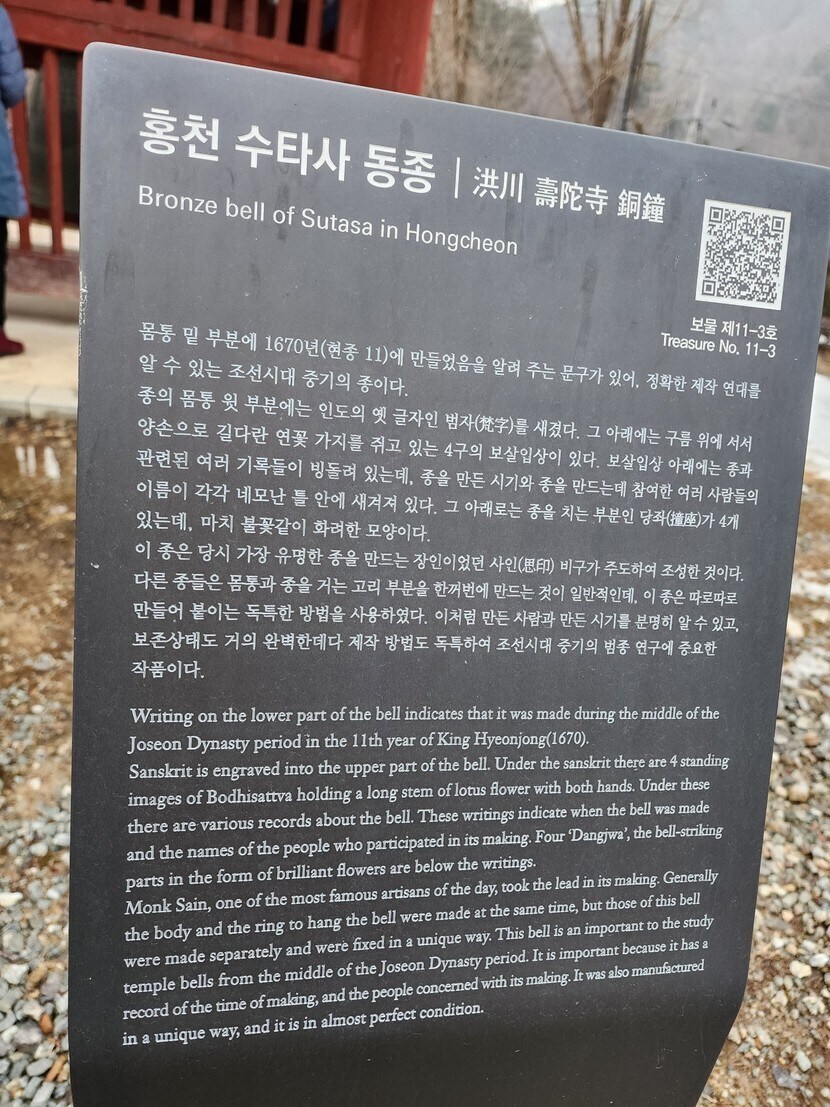 홍천 수타사 동종 | 洪川 壽陀寺 銅鐘
Bronze bell of Sutasa in Hongcheon
보물 제11-3호
Treasure No. 11-3
몸통 밑 부분에 1670년(현종 11)에 만들었음을 알려 주는 문구가 있어, 정확한 제작 연대를
알 수 있는 조선시대 중기의 종이다.
종의 몸통 윗 부분에는 인도의 옛 글자인 범자(梵字)를 새겼다. 그 아래에는 구름 위에 서서
양손으로 길다란 연꽃 가지를 쥐고 있는 4구의 보살입상이 있다. 보살입상 아래에는 종과
관련된 여러 기록들이 빙돌려 있는데, 종을 만든 시기와 종을 만드는데 참여한 여러 사람들의
이름이 각각 네모난 틀 안에 새겨져 있다. 그 아래로는 종을 치는 부분인 당좌(撞座)가 4개
있는데, 마치 불꽃같이 화려한 모양이다.
이 종은 당시 가장 유명한 종을 만드는 장인이었던 사인(思印) 비구가 주도하여 조성한 것이다.
다른 종들은 몸통과 종을 거는 고리 부분을 한꺼번에 만드는 것이 일반적인데, 이 종은 따로따로
만들어 붙이는 독특한 방법을 사용하였다. 이처럼 만든 사람과 만든 시기를 분명히 알 수 있고,
보존상태도 거의 완벽한데다 제작 방법도 독특하여 조선시대 중기의 범종 연구에 중요한
작품이다.
Writing on the lower part of the bell indicates that it was made during the middle of the
Joseon Dynasty period in the 11th year of King Hyeonjong(1670).
Sanskrit is engraved into the upper part of the bell. Under the sanskrit there are 4 standing
images of Bodhisattva holding a long stem of lotus flower with both hands. Under these
there are various records about the bell. These writings indicate when the bell was made
and the names of the people who participated in its making. Four ‘Dangjwa’, the bell-striking
parts in the form of brilliant flowers are below the writings.
Monk Sain, one of the most famous artisans of the day, took the lead in its making. Generally
the body and the ring to hang the bell were made at the same time, but those of this bell
were made separately and were fixed in a unique way. This bell is an important to the study
temple bells from the middle of the Joseon Dynasty period. It is important because it has a
record of the time of making, and the people concerned with its making. It was also manufactured
in a unique way, and it is in almost perfect condition.